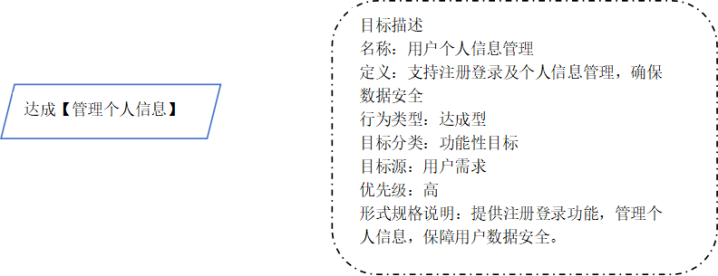 达成【管理个人信息】
目标描述
名称：用户个人信息管理
定义：支持注册登录及个人信息管理，确保
数据安全
行为类型：达成型
目标分类：功能性目标
目标源：用户需求
优先级：高
形式规格说明：提供注册登录功能，管理个
人信息，保障用户数据安全。